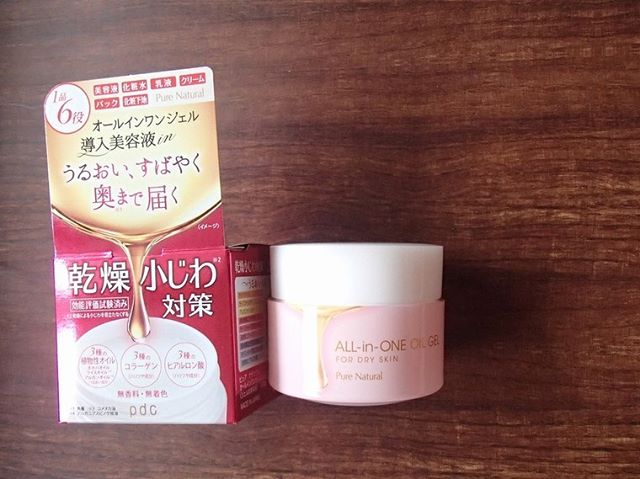 1品
6役
美容液 化粧水 乳液 クリーム
パック 化粧下地 Pure Natural
オールインワンジェル
導入美容液in
うるおい、すばやく
奥まで届く
(イメージ)
乾燥小じわ※2
対策
効能評価試験済み
3種の
植物性オイル
3種の
コラーゲン
3種の
ヒアルロン酸
無香料・無着色
pdc
乾燥小じわ
ALL-in-ONE OIL GEL
FOR DRY SKIN
Pure Natural